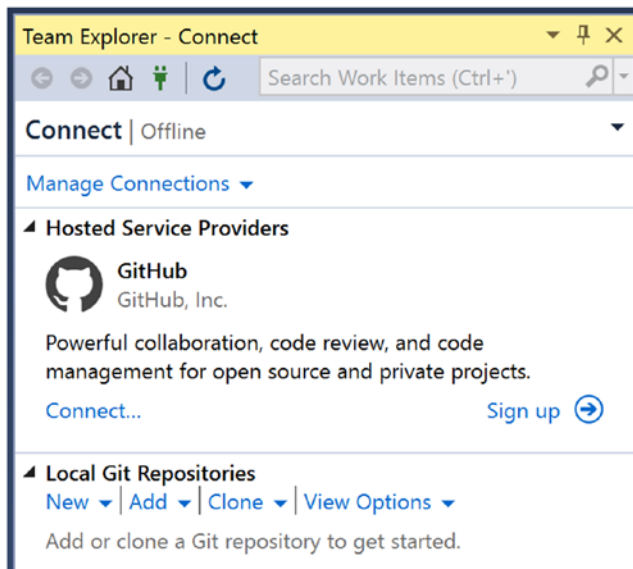 Team Explorer - Connect
Search Work Items (Ctrl+')
Connect | Offline
Manage Connections
Hosted Service Providers
GitHub
GitHub, Inc.
Powerful collaboration, code review, and code
management for open source and private projects.
Connect... Sign up
Local Git Repositories
New | Add | Clone | View Options
Add or clone a Git repository to get started.